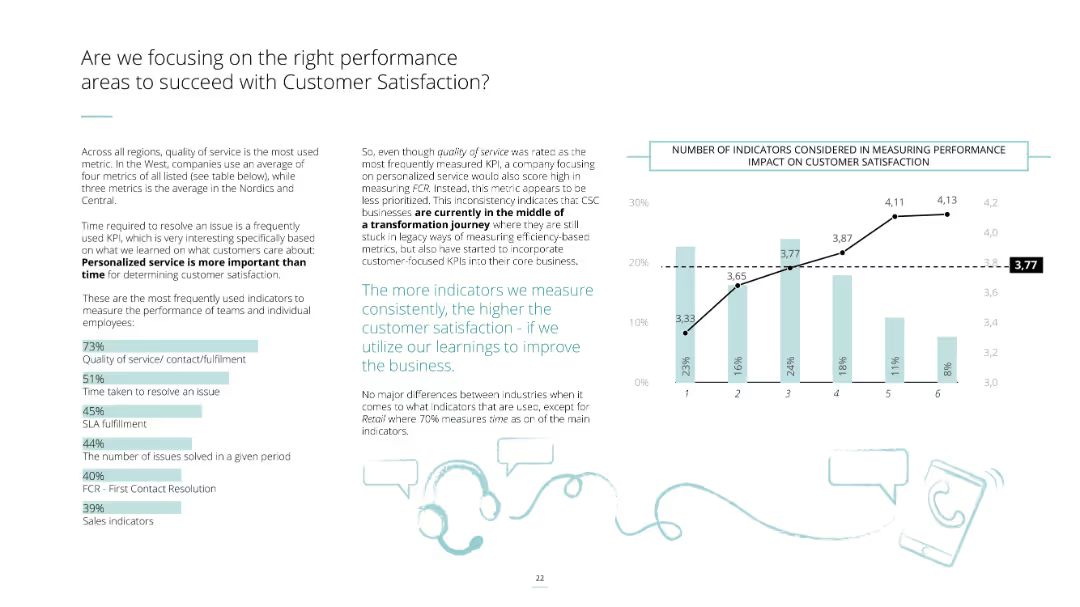 Are we focusing on the right performance
areas to succeed with Customer Satisfaction?
Across all regions, quality of service is the most used
metric. In the West, companies use an average of
four metrics of all listed (see table below), while
three metrics is the average in the Nordics and
Central.
Time required to resolve an issue is a frequently
used KPI, which is very interesting specifically based
on what we learned on what customers care about:
Personalized service is more important than
time for determining customer satisfaction.
These are the most frequently used indicators to
measure the performance of teams and individual
employees:
73%
Quality of service/ contact/fulfilment
51%
Time taken to resolve an issue
45%
SLA fulfillment
44%
The number of issues solved in a given period
40%
FCR - First Contact Resolution
39%
Sales indicators
So, even though quality of service was rated as the
most frequently measured KPI, a company focusing
on personalized service would also score high in
measuring FCR. Instead, this metric appears to be
less prioritized. This inconsistency indicates that CSC
businesses are currently in the middle of
a transformation journey where they are still
stuck in legacy ways of measuring efficiency-based
metrics, but also have started to incorporate
customer-focused KPIs into their core business.
The more indicators we measure
consistently, the higher the
customer satisfaction - if we
utilize our learnings to improve
the business.
No major differences between industries when it
comes to what indicators that are used, except for
Retail where 70% measures time as on of the main
indicators.
NUMBER OF INDICATORS CONSIDERED IN MEASURING PERFORMANCE
IMPACT ON CUSTOMER SATISFACTION
30%
20%
10%
0%
3,33
3,65
3,77
3,87
4,11
4,13
23%
16%
24%
18%
11%
8%
1
2
3
4
5
6
4,2
4,0
3,8
3,6
3,4
3,2
3,0
3,77
22